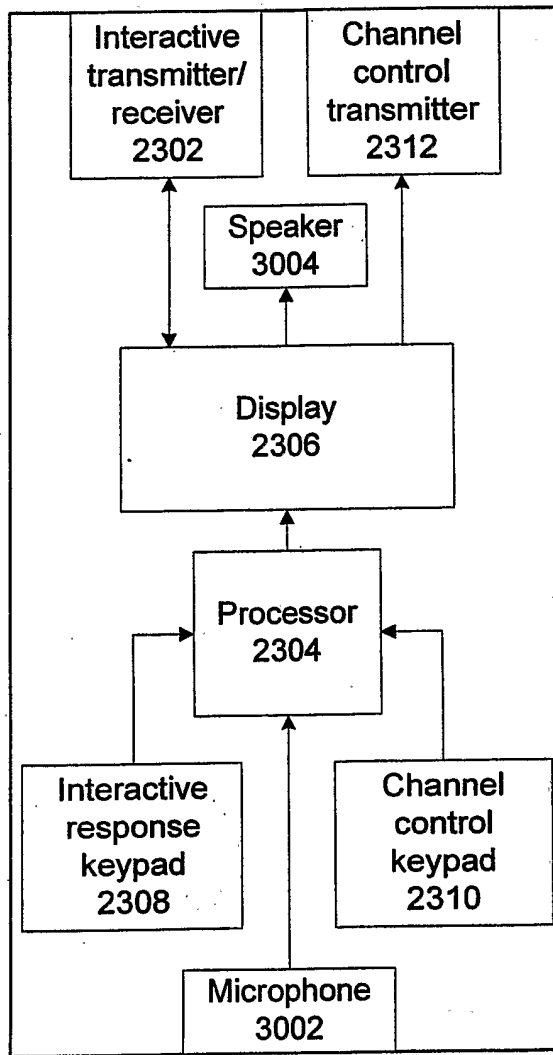 Interactive
transmitter/
receiver
2302
Channel
control
transmitter
2312
Speaker
3004
Display
2306
Processor
2304
Interactive
response
keypad
2308
Channel
control
keypad
2310
Microphone
3002